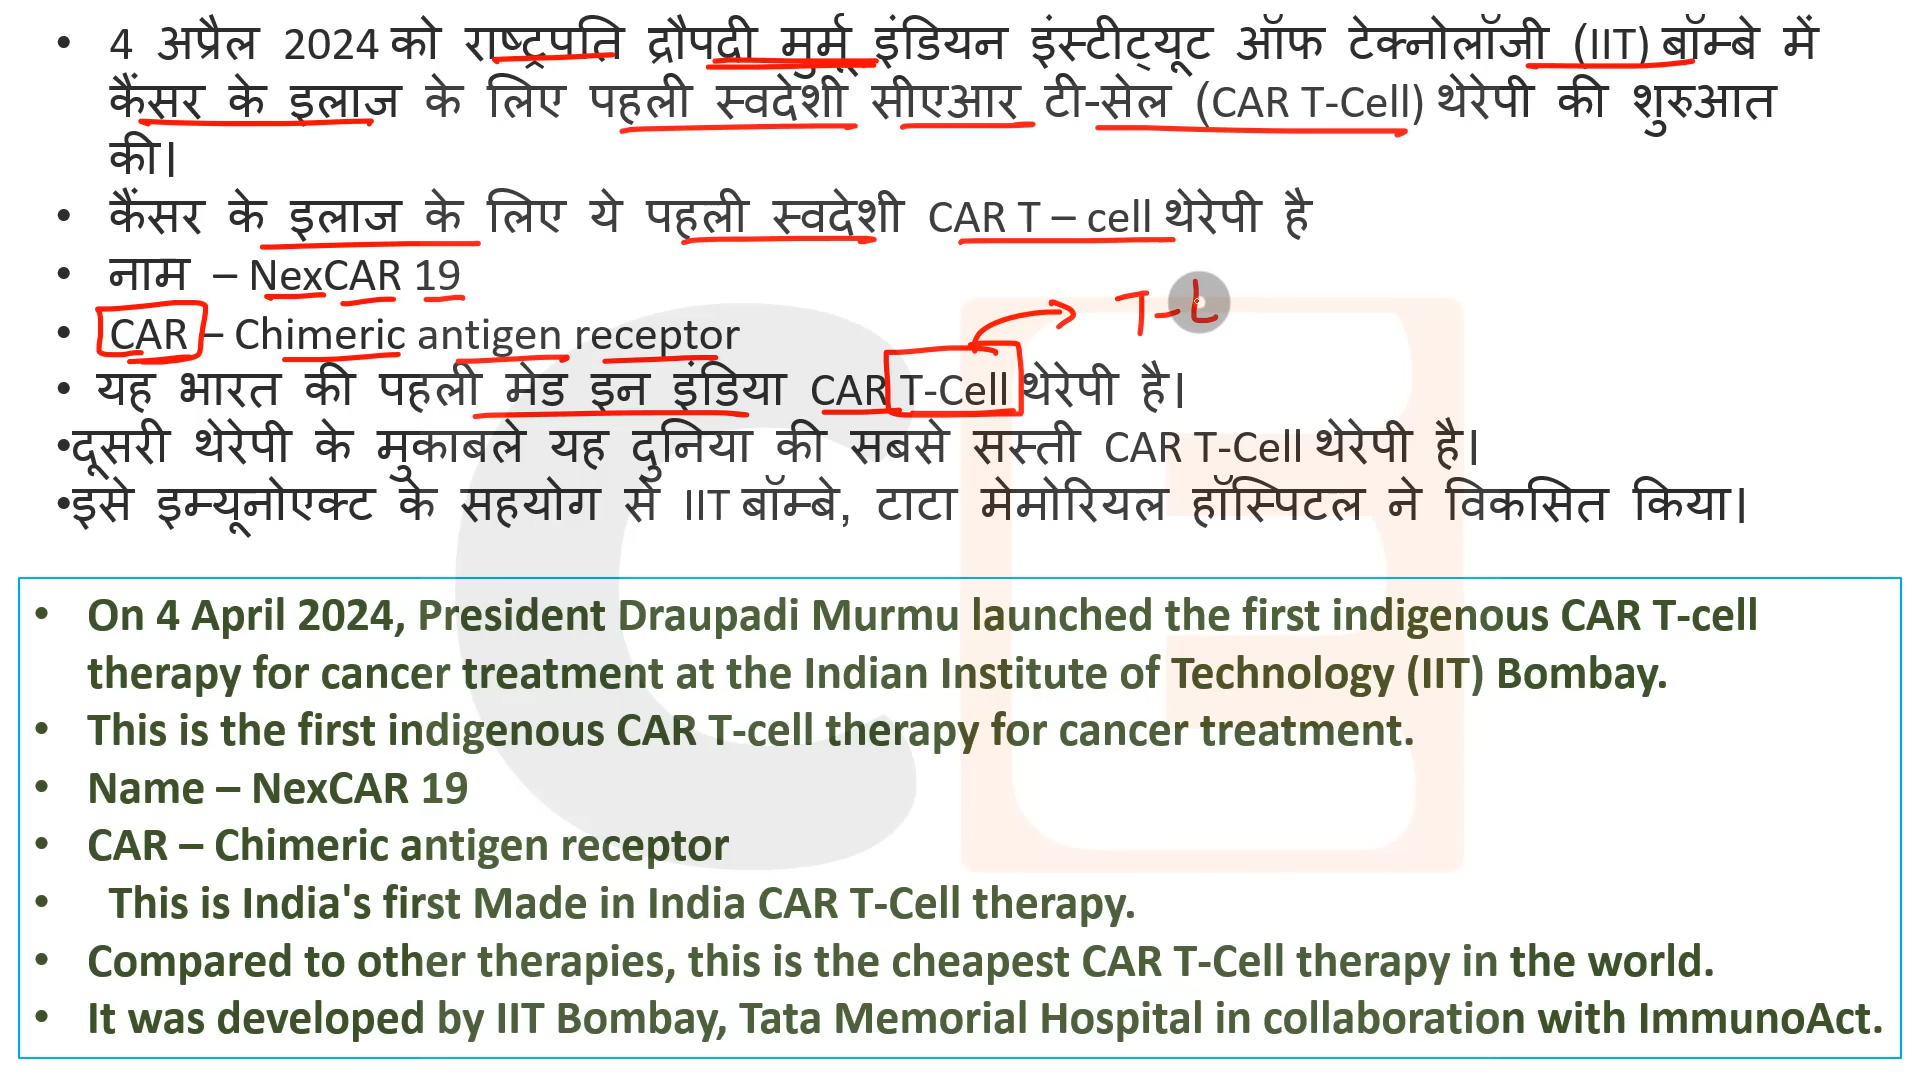 • 4 अप्रैल 2024 को राष्ट्रपति द्रौपदी मुर्मू इंडियन इंस्टीट्यूट ऑफ टेक्नोलॉजी (IIT) बॉम्बे में
कैंसर के इलाज के लिए पहली स्वदेशी सीएआर टी-सेल (CAR T-Cell) थेरेपी की शुरुआत
की।
• कैंसर के इलाज के लिए ये पहली स्वदेशी CAR T – cell थेरेपी है
• नाम – NexCAR 19
T-L
• CAR – Chimeric antigen receptor
• यह भारत की पहली मेड इन इंडिया CAR T-Cell थेरेपी है।
•दूसरी थेरेपी के मुकाबले यह दुनिया की सबसे सस्ती CAR T-Cell थेरेपी है।
•इसे इम्यूनोएक्ट के सहयोग से IIT बॉम्बे, टाटा मेमोरियल हॉस्पिटल ने विकसित किया।
• On 4 April 2024, President Draupadi Murmu launched the first indigenous CAR T-cell
therapy for cancer treatment at the Indian Institute of Technology (IIT) Bombay.
• This is the first indigenous CAR T-cell therapy for cancer treatment.
• Name – NexCAR 19
• CAR – Chimeric antigen receptor
• This is India's first Made in India CAR T-Cell therapy.
• Compared to other therapies, this is the cheapest CAR T-Cell therapy in the world.
• It was developed by IIT Bombay, Tata Memorial Hospital in collaboration with ImmunoAct.